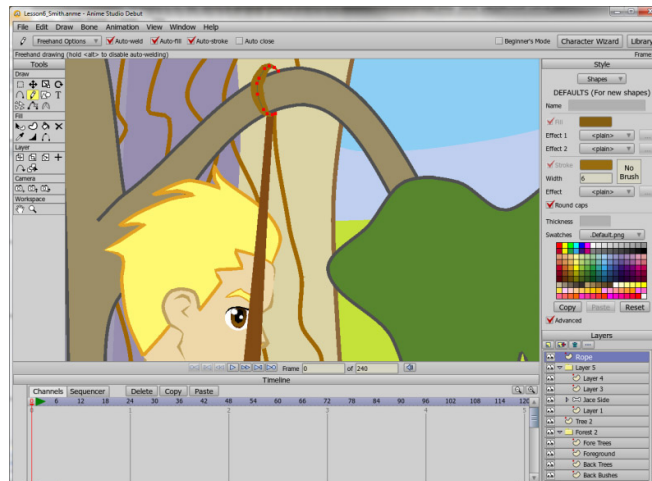 Lesson6_Smith.anme - Anime Studio Debut
File Edit Draw Bone Animation View Window Help
Freehand Options Auto-weld Auto-fill Auto-stroke Auto close Beginner's Mode Character Wizard Library
Freehand drawing (hold <alt> to disable auto-welding) Frame
Tools
Draw
Fill
Layer
Camera
Workspace
Style
Shapes
DEFAULTS (For new shapes)
Name
Fill
Effect 1 <plain>
Effect 2 <plain>
Stroke No Brush
Width 6
Effect <plain>
Round caps
Thickness
Swatches .Default.png
Copy Paste Reset
Advanced
Layers
Rope
Layer 5
Layer 4
Layer 3
Jace Side
Layer 1
Tree 2
Forest 2
Fore Trees
Foreground
Back Trees
Back Bushes
Frame 0 of 240
Timeline
Channels Sequencer Delete Copy Paste
0 6 12 18 24 30 36 42 48 54 60 66 72 78 84 90 96 102 108 114 120
0 1 2 3 4 5